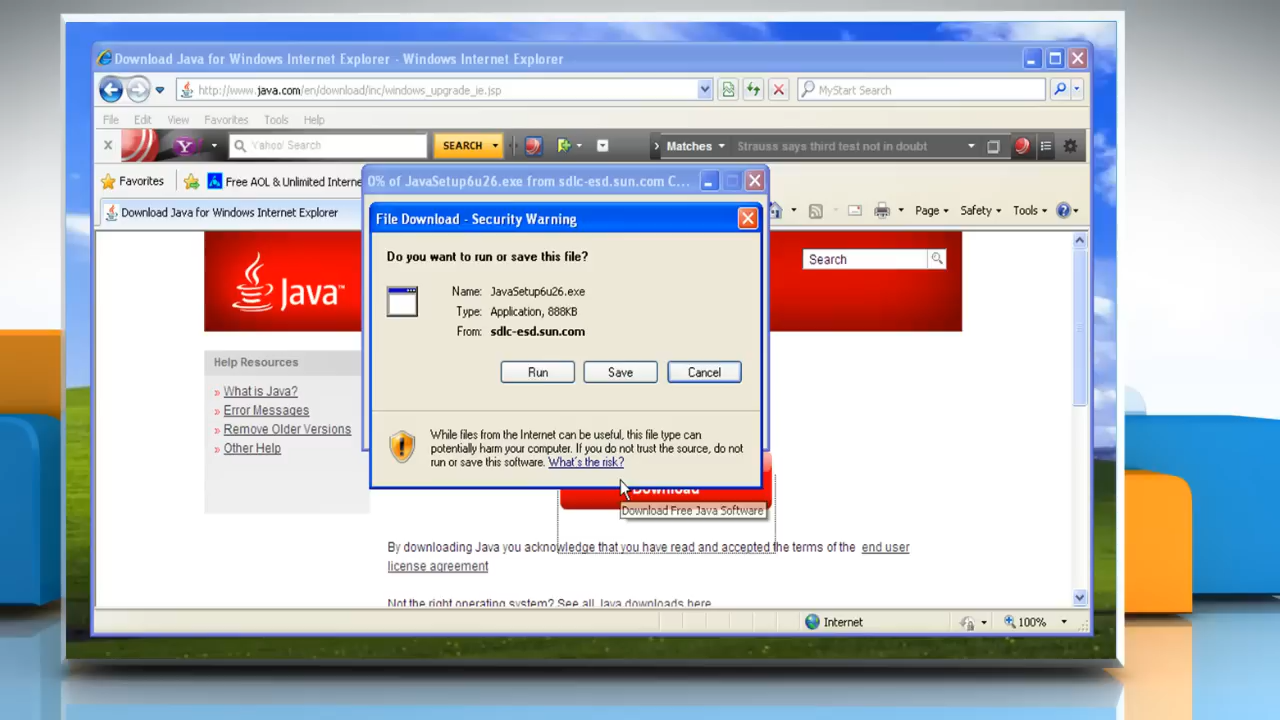 Download Java for Windows Internet Explorer - Windows Internet Explorer
http://www.java.com/en/download/inc/windows_upgrade_ie.jsp
MyStart Search
File Edit View Favorites Tools Help
Y! Yahoo! Search
SEARCH
Matches
Strauss says third test not in doubt
Favorites
Free AOL & Unlimited Interne
0% of JavaSetup6u26.exe from sdlc-esd.sun.com C...
Download Java for Windows Internet Explorer
Page Safety Tools
File Download - Security Warning
Do you want to run or save this file?
Name: JavaSetup6u26.exe
Type: Application, 888KB
From: sdlc-esd.sun.com
Run Save Cancel
While files from the Internet can be useful, this file type can
potentially harm your computer. If you do not trust the source, do not
run or save this software. What's the risk?
Java™
Search
Help Resources
» What is Java?
» Error Messages
» Remove Older Versions
» Other Help
Download
Download Free Java Software
By downloading Java you acknowledge that you have read and accepted the terms of the end user
license agreement
Not the right operating system? See all Java downloads here
Internet
100%